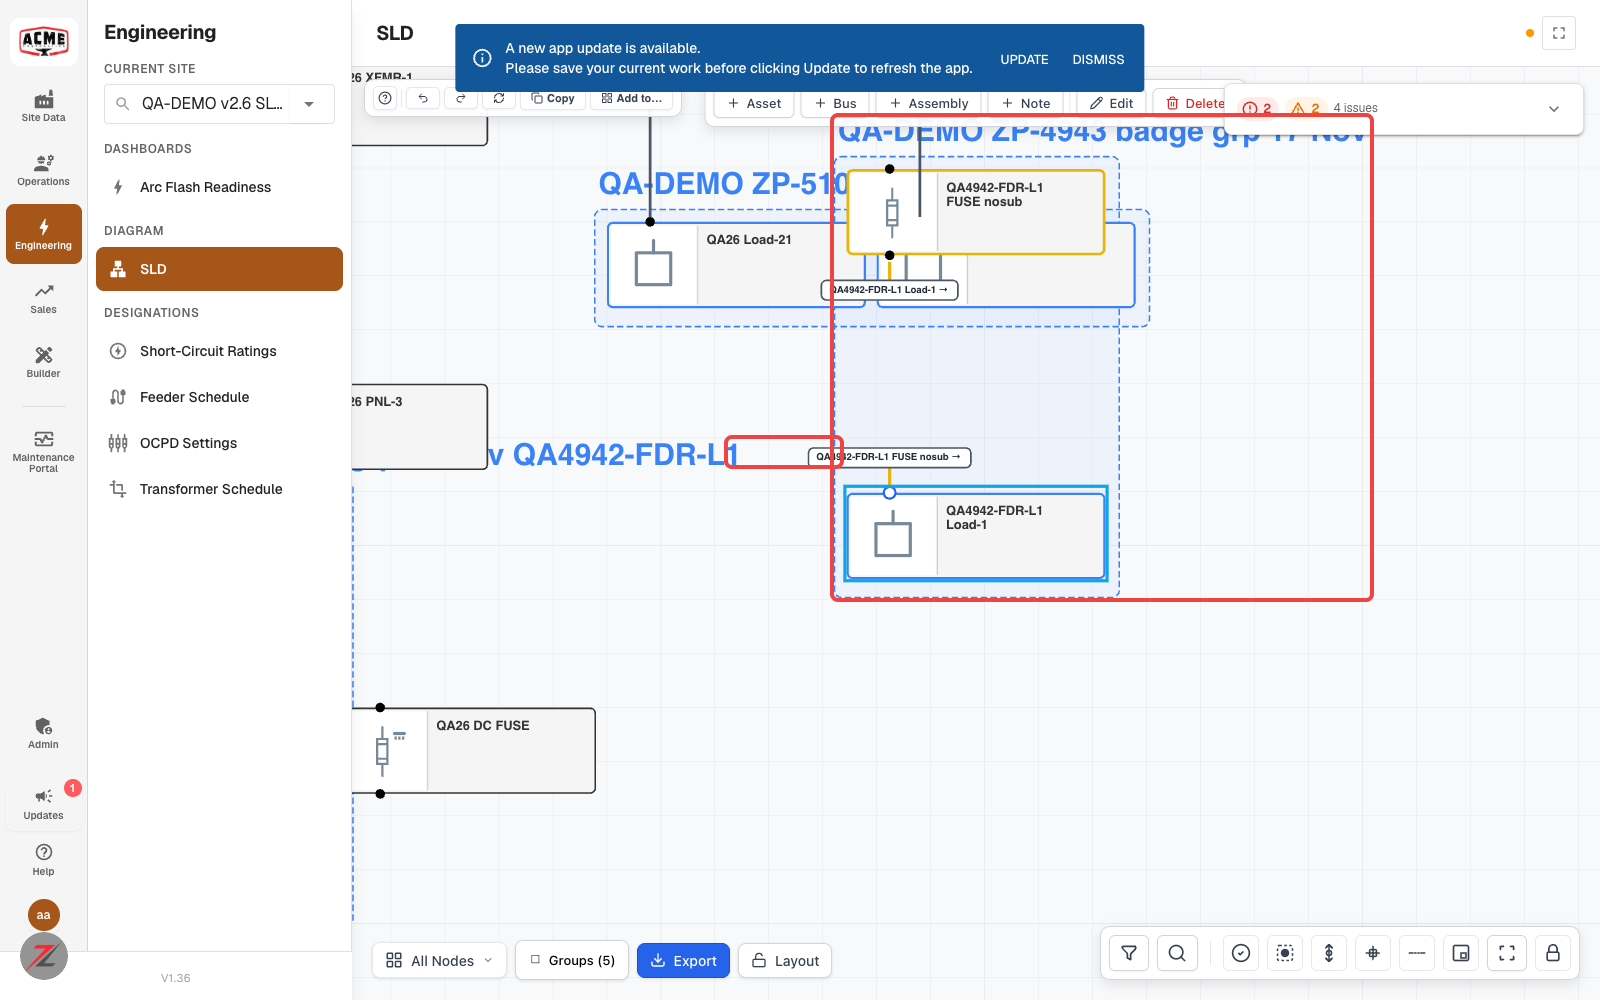 ACME
Site Data
Operations
Engineering
Sales
Builder
Maintenance
Portal
Admin
1
Updates
Help
aa
Engineering
CURRENT SITE
QA-DEMO v2.6 SL...
DASHBOARDS
Arc Flash Readiness
DIAGRAM
SLD
DESIGNATIONS
Short-Circuit Ratings
Feeder Schedule
OCPD Settings
Transformer Schedule
V1.36
SLD
A new app update is available.
Please save your current work before clicking Update to refresh the app.
UPDATE
DISMISS
26 XFMR-1
Copy
Add to...
Asset
Bus
Assembly
Note
Edit
Delete
2
2
4 issues
QA-DEMO ZP-4943 badge grp 17 Nov
QA-DEMO ZP-510
QA4942-FDR-L1
FUSE nosub
QA26 Load-21
QA4942-FDR-L1 Load-1 →
26 PNL-3
v QA4942-FDR-L1
QA4942-FDR-L1 FUSE nosub →
QA4942-FDR-L1
Load-1
QA26 DC FUSE
All Nodes
Groups (5)
Export
Layout